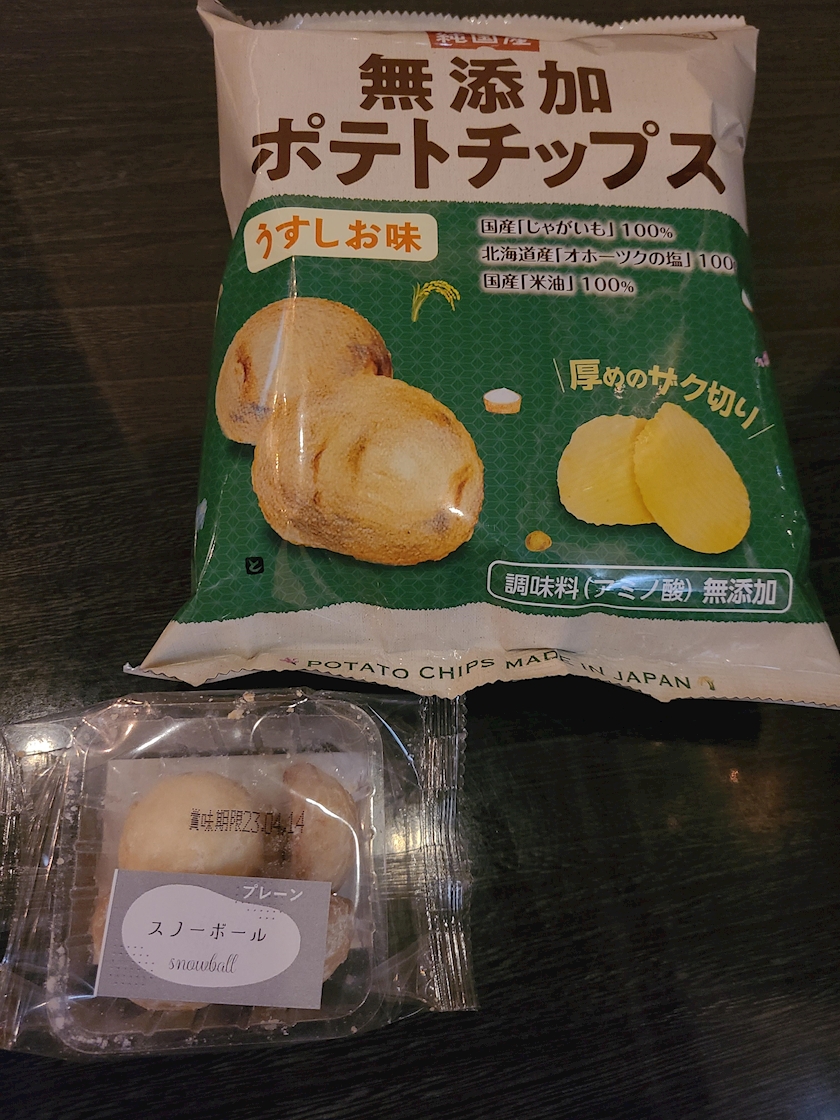 純国産
無添加
ポテトチップス
うすしお味
国産「じゃがいも」100%
北海道産「オホーツクの塩」100
国産「米油」100%
厚めのザク切り
と
調味料(アミノ酸) 無添加
POTATO CHIPS MADE IN JAPAN
賞味期限23.04.14
プレーン
スノーボール
snowball